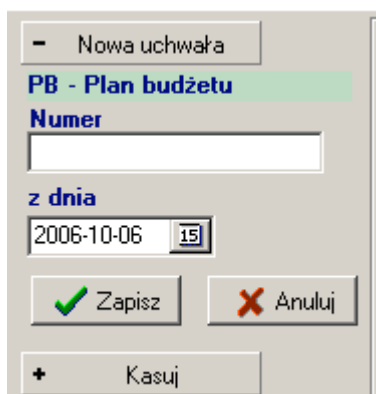 - Nowa uchwała
PB - Plan budżetu
Numer
z dnia
2006-10-06 15
Zapisz Anuluj
+ Kasuj